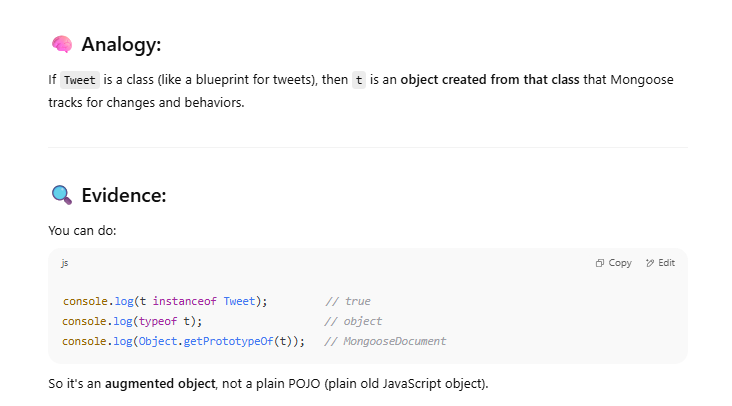 🧠 Analogy:
If Tweet is a class (like a blueprint for tweets), then t is an object created from that class that Mongoose
tracks for changes and behaviors.
🔍 Evidence:
You can do:
js
Copy
Edit
console.log(t instanceof Tweet);         // true
console.log(typeof t);                   // object
console.log(Object.getPrototypeOf(t));   // MongooseDocument
So it's an augmented object, not a plain POJO (plain old JavaScript object).